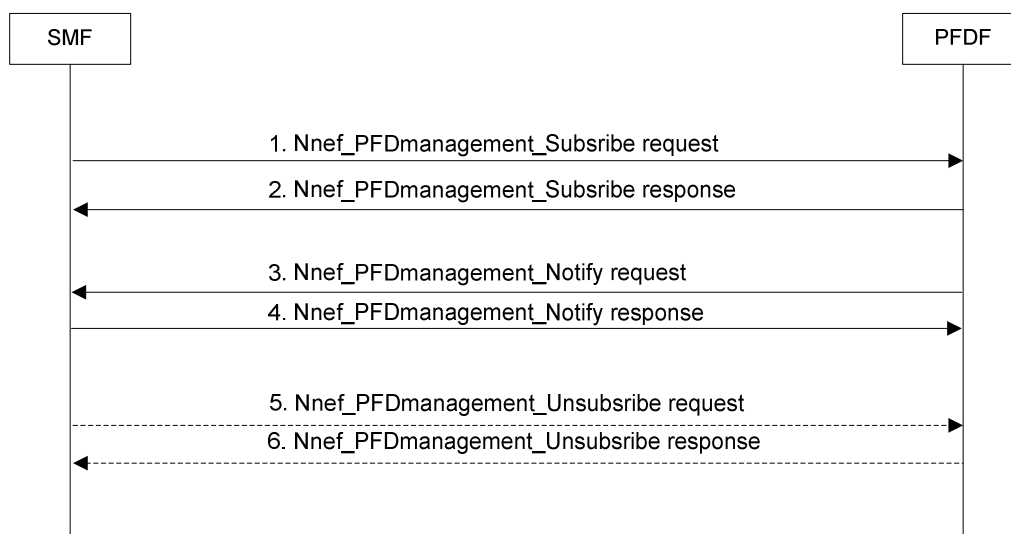 SMF
PFDF
1. Nnef_PFDmanagement_Subsribe request
2. Nnef_PFDmanagement_Subsribe response
3. Nnef_PFDmanagement_Notify request
4. Nnef_PFDmanagement_Notify response
5. Nnef_PFDmanagement_Unsubsribe request
6. Nnef_PFDmanagement_Unsubsribe response